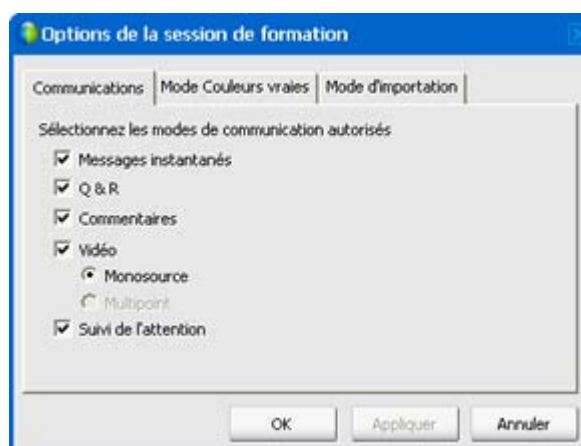 Options de la session de formation
Communications Mode Couleurs vraies Mode d'importation
Sélectionnez les modes de communication autorisés
Messages instantanés
Q & R
Commentaires
Vidéo
Monosource
Multipoint
Suivi de l'attention
OK Appliquer Annuler